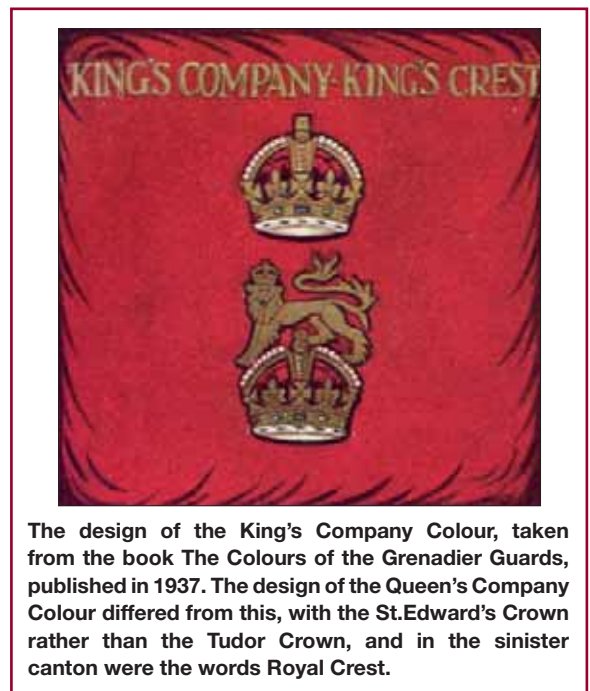 KING'S COMPANY-KING'S CREST
The design of the King's Company Colour, taken
from the book The Colours of the Grenadier Guards,
published in 1937. The design of the Queen's Company
Colour differed from this, with the St.Edward's Crown
rather than the Tudor Crown, and in the sinister
canton were the words Royal Crest.